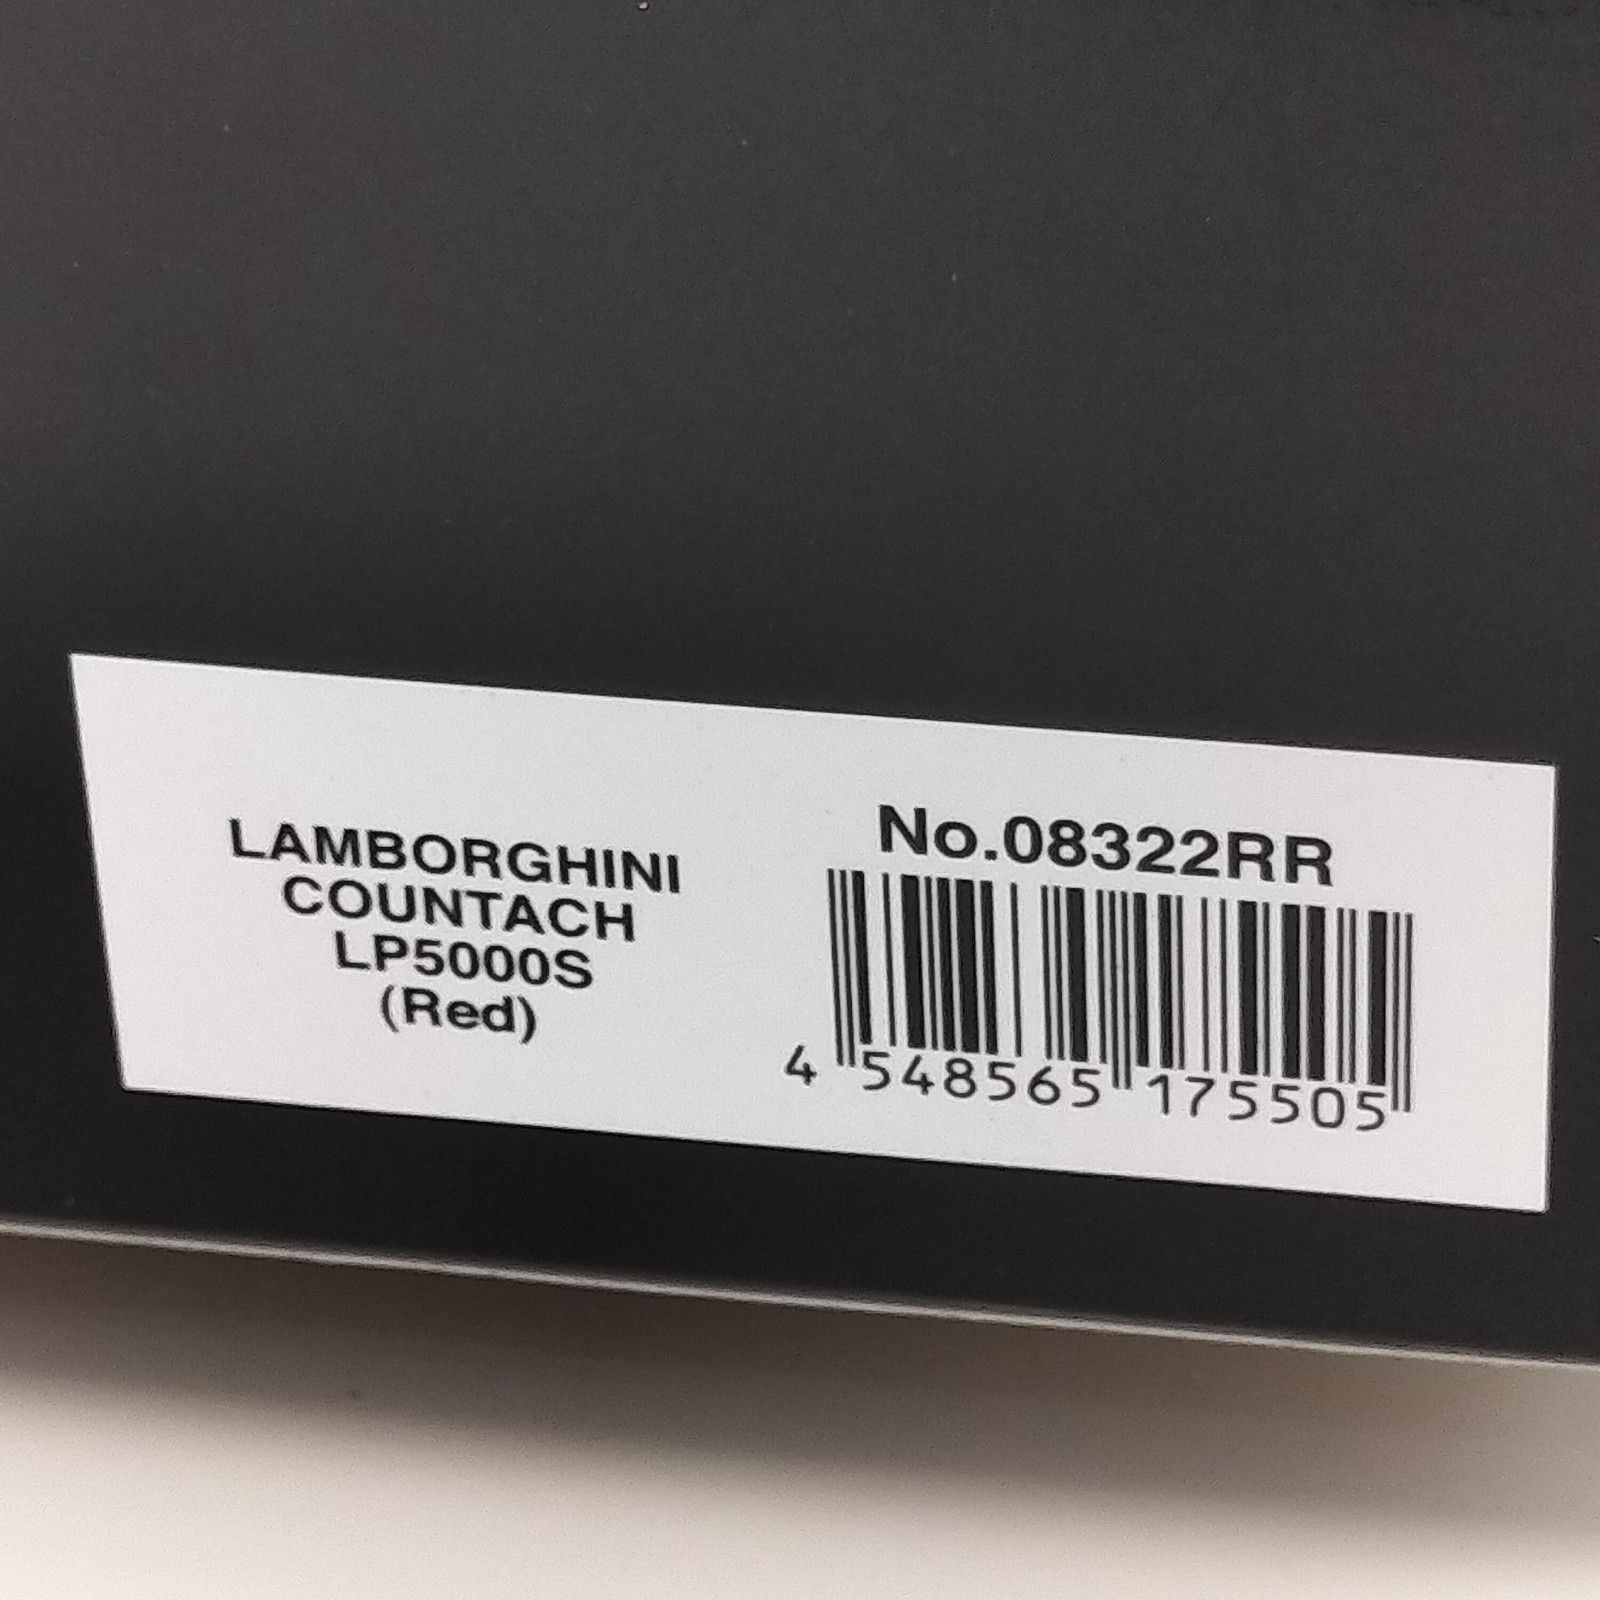 LAMBORGHINI
COUNTACH
LP5000S
(Red)
No.08322RR
4 548565 175505